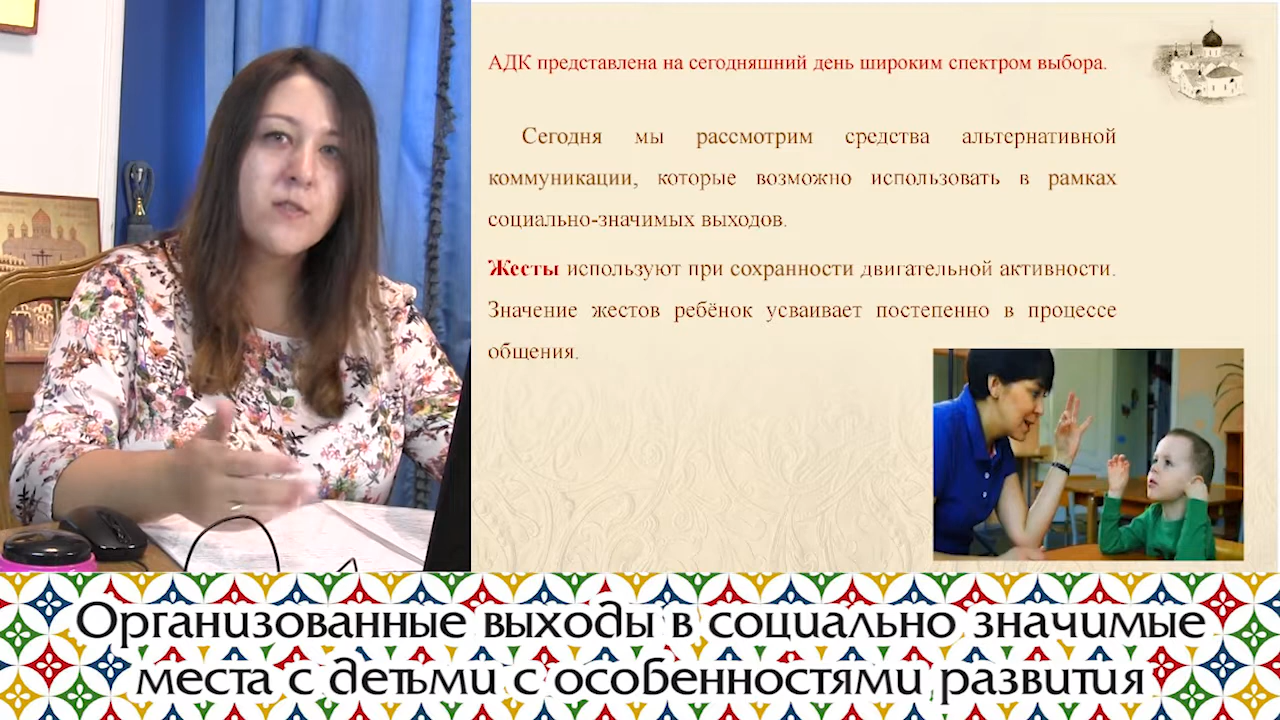 АДК представлена на сегодняшний день широким спектром выбора.
Сегодня мы рассмотрим средства альтернативной
коммуникации, которые возможно использовать в рамках
социально-значимых выходов.
Жесты используют при сохранности двигательной активности.
Значение жестов ребёнок усваивает постепенно в процессе
общения.
Организованные выходы в социально значимые
места с детьми с особенностями развития